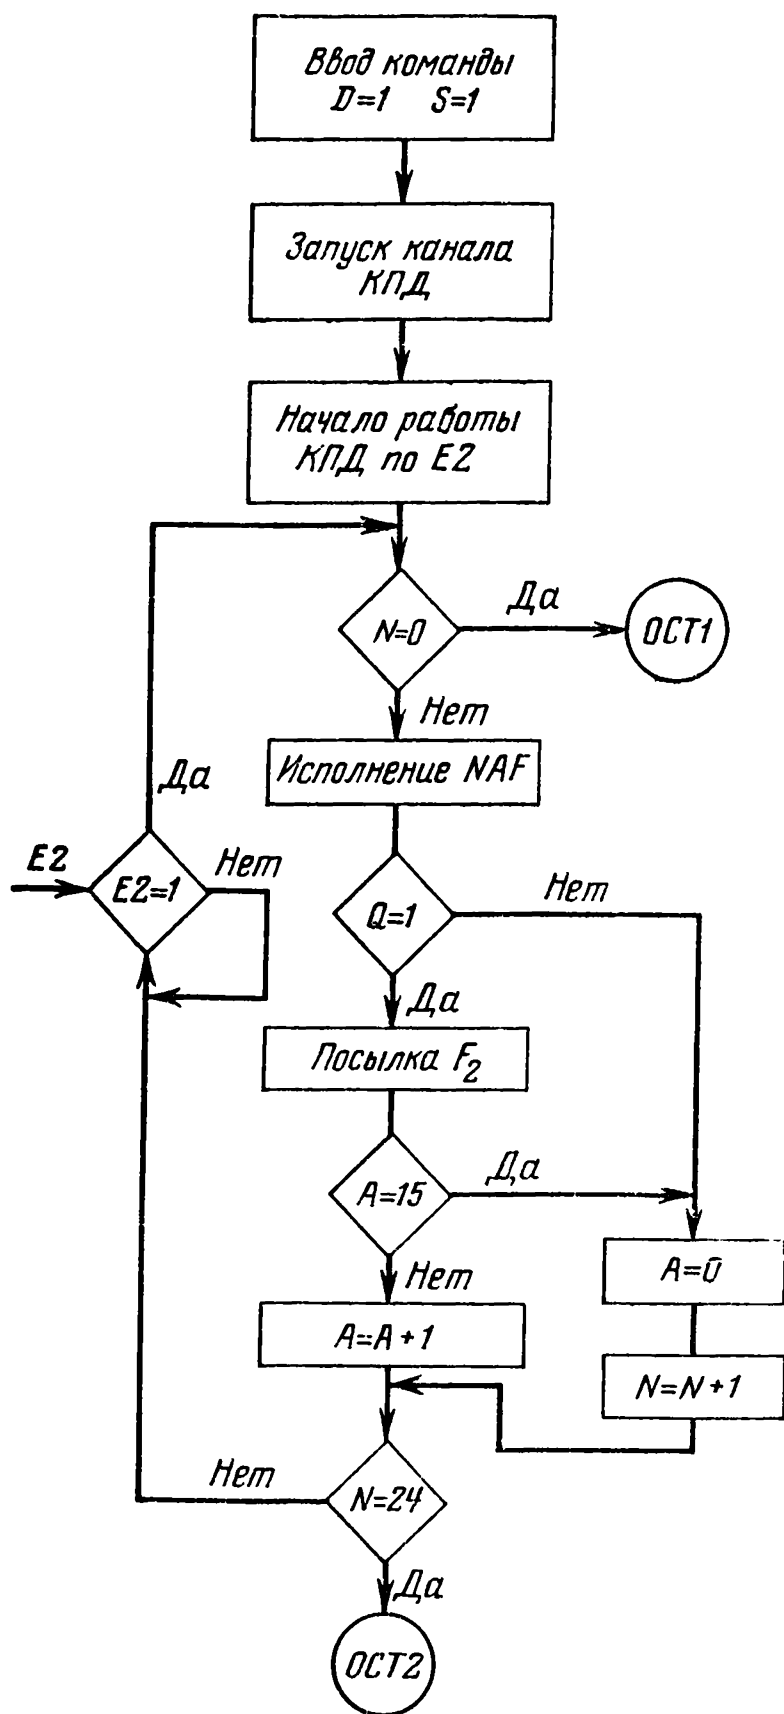 Ввод команды
D=1 S=1
Запуск канала
КПД
Начало работы
КПД по E2
N=0
Да
ОСТ1
Нет
Исполнение NAF
Да
E2
E2=1
Нет
Q=1
Нет
Да
Посылка F₂
A=15
Да
Нет
A=0
A=A+1
N=N+1
Нет
N=24
Да
ОСТ2